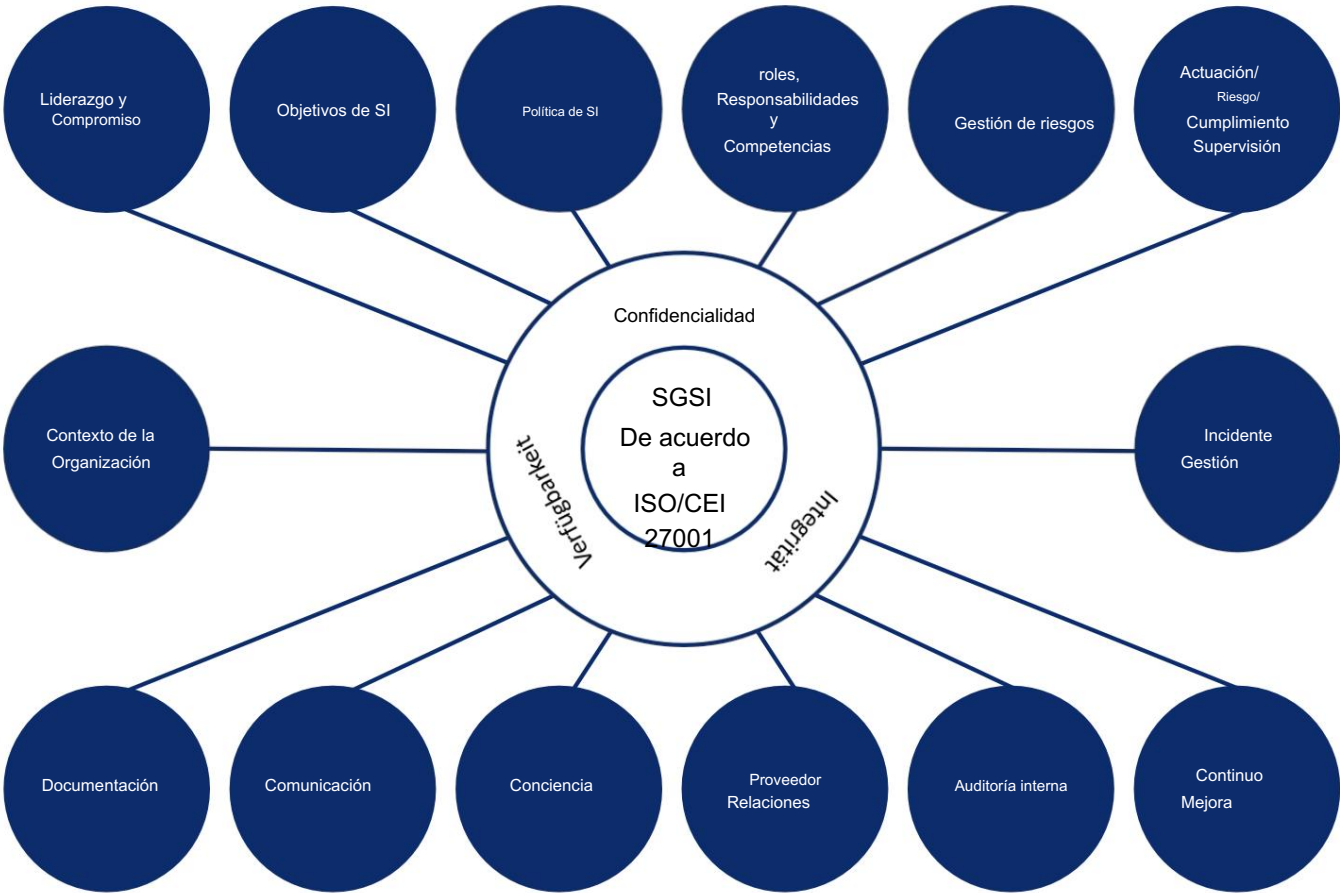 Liderazgo y
Compromiso
Objetivos de SI
Política de SI
roles,
Responsabilidades
y
Competencias
Gestión de riesgos
Actuación/
Riesgo/
Cumplimiento
Supervisión
Confidencialidad
SGSI
De acuerdo
a
ISO/CEI
27001
Verfügbarkeit
Integrität
Contexto de la
Organización
Incidente
Gestión
Documentación
Comunicación
Conciencia
Proveedor
Relaciones
Auditoría interna
Continuo
Mejora